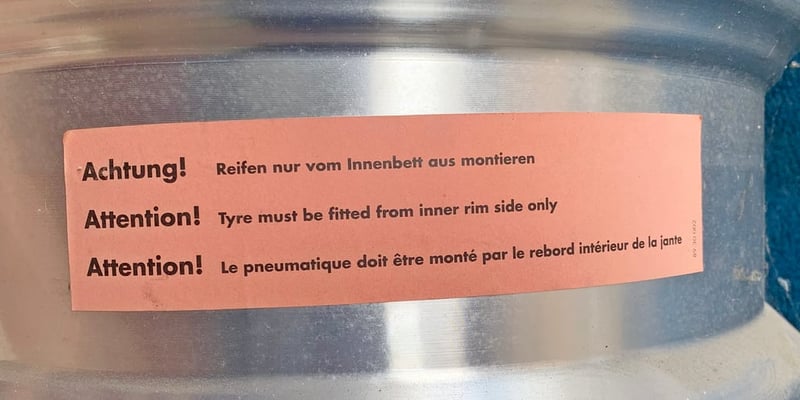 Achtung! Reifen nur vom Innenbett aus montieren
Attention! Tyre must be fitted from inner rim side only
Attention! Le pneumatique doit être monté par le rebord intérieur de la jante